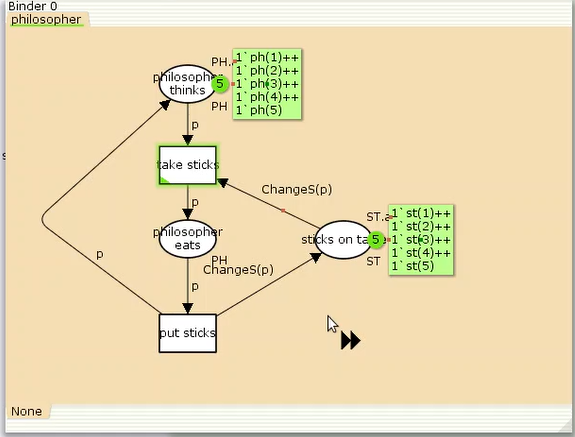 Binder 0
philosopher
PH.
philosopher
thinks
5
1`ph(1)++
1`ph(2)++
1`ph(3)++
1`ph(4)++
1`ph(5)
PH
p
take sticks
ChangeS(p)
p
philosopher
eats
PH
ST.a
sticks on ta
5
1`st(1)++
1`st(2)++
1`st(3)++
1`st(4)++
1`st(5)
ST
p
ChangeS(p)
p
put sticks
None